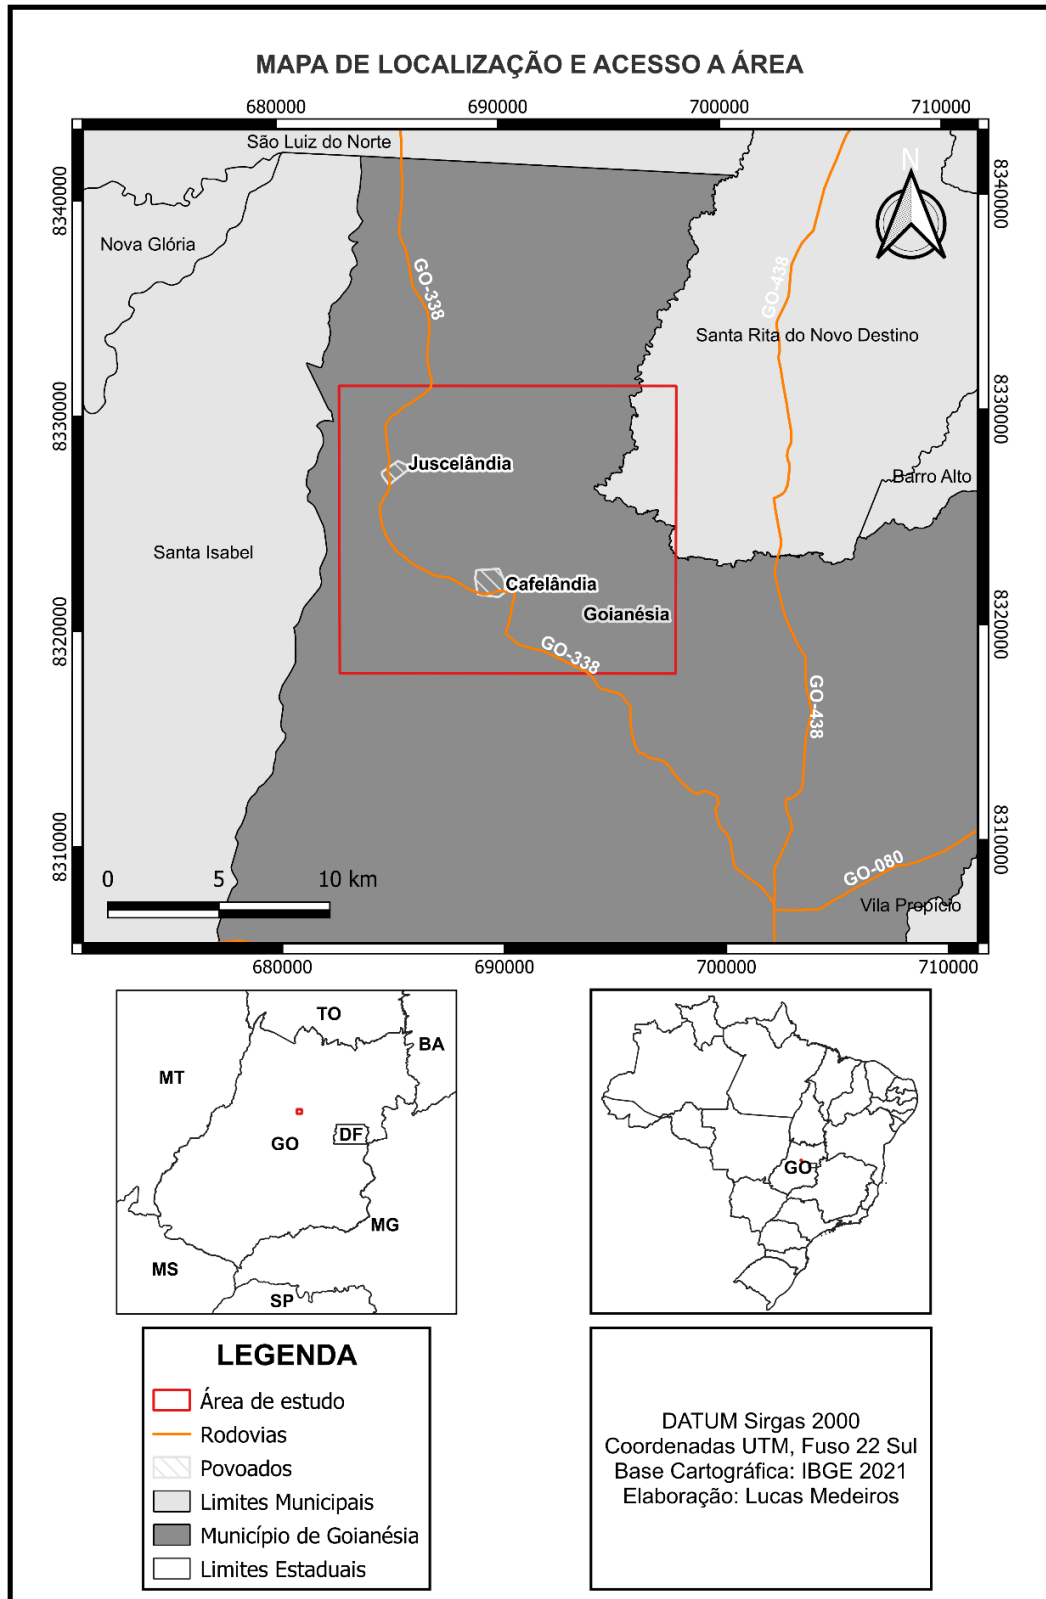 MAPA DE LOCALIZAÇÃO E ACESSO A ÁREA
680000 690000 700000 710000
São Luiz do Norte
N
8340000
8340000
Nova Glória
GO-338
GO-438
Santa Rita do Novo Destino
8330000
8330000
Juscelândia
Barro Alto
Santa Isabel
Cafelândia
Goianésia
8320000
8320000
GO-338
GO-438
8310000
8310000
GO-080
0 5 10 km
Vila Propício
680000 690000 700000 710000
TO
BA
MT
DF
GO
MG
MS
SP
GO
LEGENDA
Área de estudo
Rodovias
Povoados
Limites Municipais
Município de Goianésia
Limites Estaduais
DATUM Sirgas 2000
Coordenadas UTM, Fuso 22 Sul
Base Cartográfica: IBGE 2021
Elaboração: Lucas Medeiros